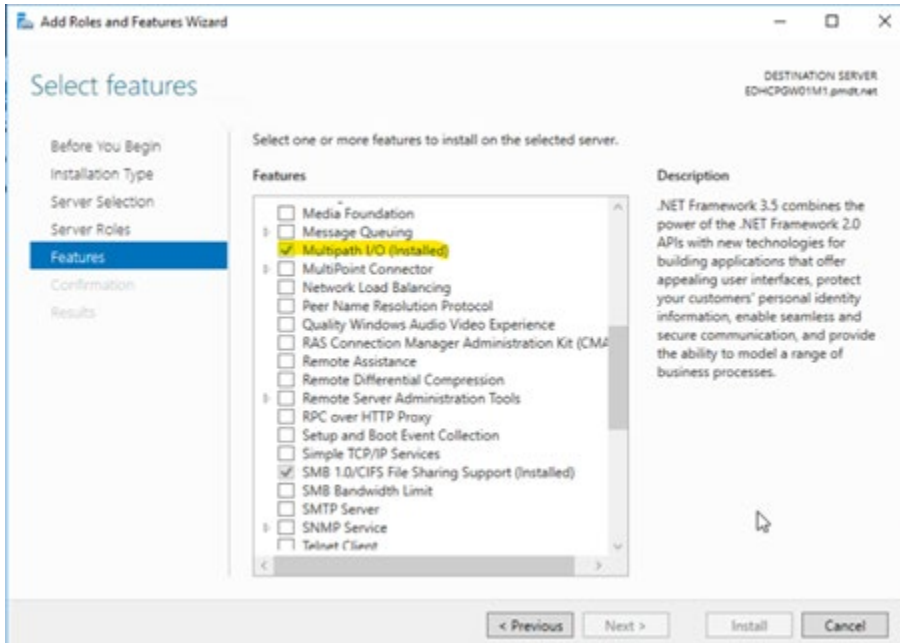 Add Roles and Features Wizard
Select features
DESTINATION SERVER
EDHCPGW01M1.pmdt.net
Before You Begin
Installation Type
Server Selection
Server Roles
Features
Confirmation
Results
Select one or more features to install on the selected server.
Features
Media Foundation
Message Queuing
Multipath I/O (Installed)
MultiPoint Connector
Network Load Balancing
Peer Name Resolution Protocol
Quality Windows Audio Video Experience
RAS Connection Manager Administration Kit (CMA
Remote Assistance
Remote Differential Compression
Remote Server Administration Tools
RPC over HTTP Proxy
Setup and Boot Event Collection
Simple TCP/IP Services
SMB 1.0/CIFS File Sharing Support (Installed)
SMB Bandwidth Limit
SMTP Server
SNMP Service
Telnet Client
Description
.NET Framework 3.5 combines the
power of the .NET Framework 2.0
APIs with new technologies for
building applications that offer
appealing user interfaces, protect
your customers' personal identity
information, enable seamless and
secure communication, and provide
the ability to model a range of
business processes.
< Previous
Next >
Install
Cancel